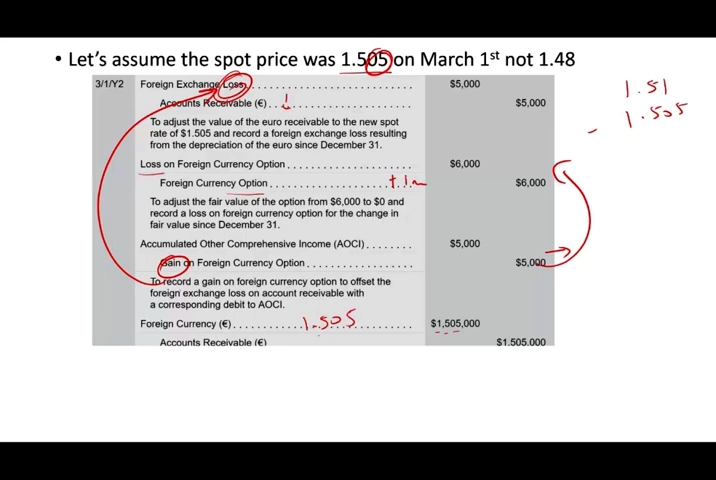 • Let's assume the spot price was 1.505 on March 1st not 1.48
3/1/Y2 Foreign Exchange Loss . . . . . . . . . . $5,000
Accounts Receivable (€) . . . . . . . . . . $5,000
To adjust the value of the euro receivable to the new spot
rate of $1.505 and record a foreign exchange loss resulting
from the depreciation of the euro since December 31.
Loss on Foreign Currency Option . . . . . . . . . . $6,000
Foreign Currency Option . . . . . . . . . . $6,000
To adjust the fair value of the option from $6,000 to $0 and
record a loss on foreign currency option for the change in
fair value since December 31.
Accumulated Other Comprehensive Income (AOCI) . . . . . . . . $5,000
Gain on Foreign Currency Option . . . . . . . . . . $5,000
To record a gain on foreign currency option to offset the
foreign exchange loss on account receivable with
a corresponding debit to AOCI.
Foreign Currency (€) . . . . . . . . . . 1.505 $1,505,000
Accounts Receivable (€) $1,505,000
1.51
1.505